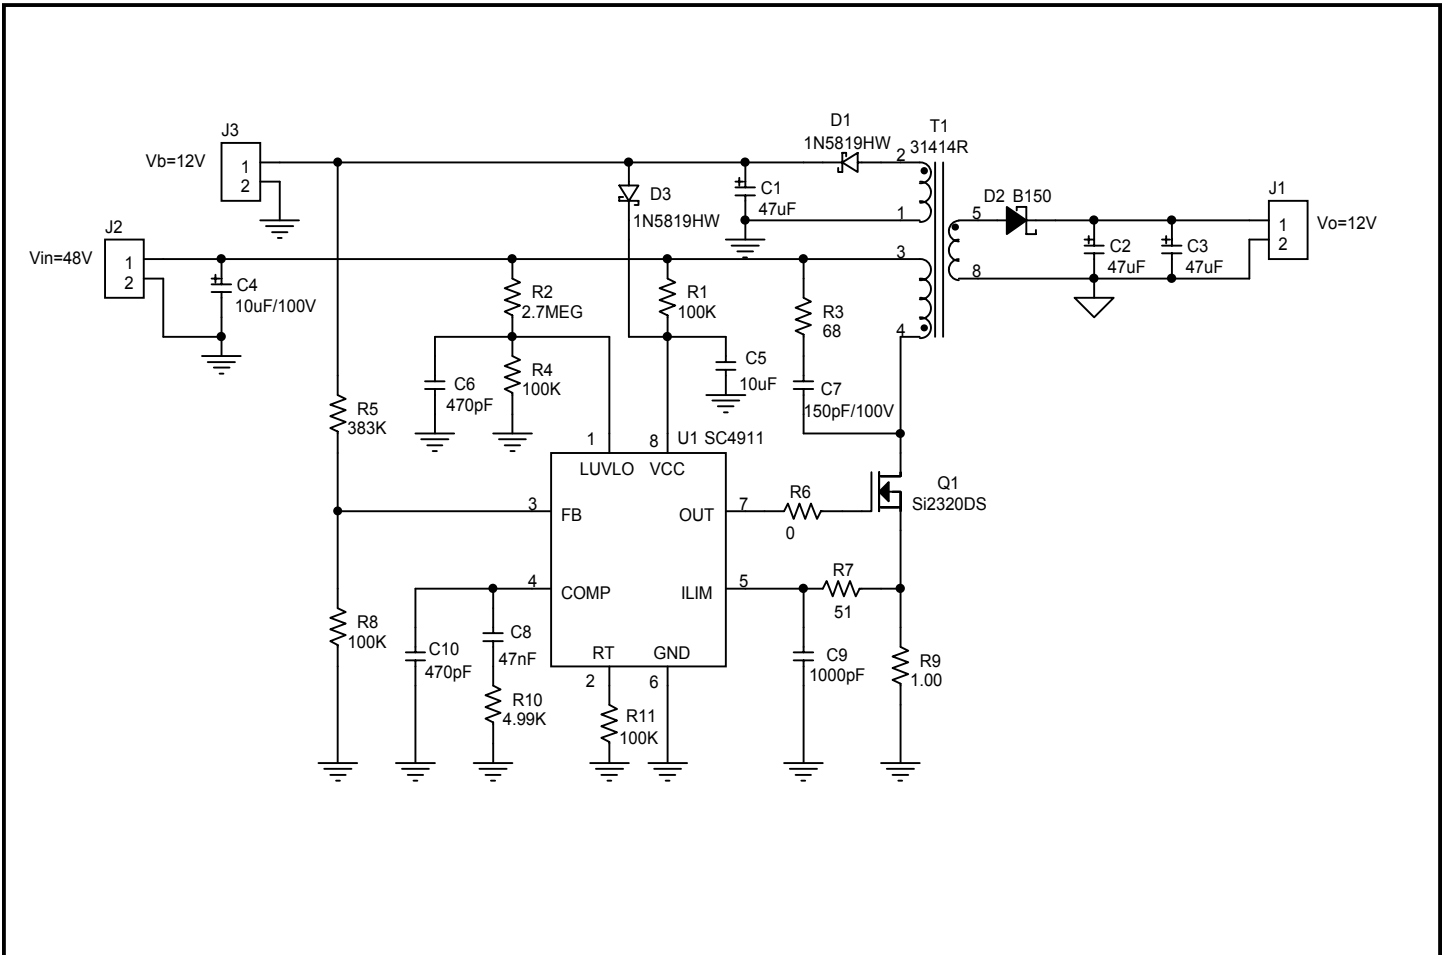 D1
1N5819HW
T1
31414R
J3
Vb=12V
1
2
2
1
D3
1N5819HW
C1
47uF
D2 B150
5
8
J1
1
2
Vo=12V
C2
47uF
C3
47uF
J2
Vin=48V
1
2
C4
10uF/100V
3
4
R2
2.7MEG
R1
100K
R3
68
C6
470pF
R4
100K
C5
10uF
C7
150pF/100V
R5
383K
1
8
U1 SC4911
LUVLO
VCC
3
FB
OUT
7
R6
0
Q1
Si2320DS
4
COMP
ILIM
5
R7
51
R8
100K
C10
470pF
C8
47nF
R10
4.99K
RT
GND
2
6
R11
100K
C9
1000pF
R9
1.00